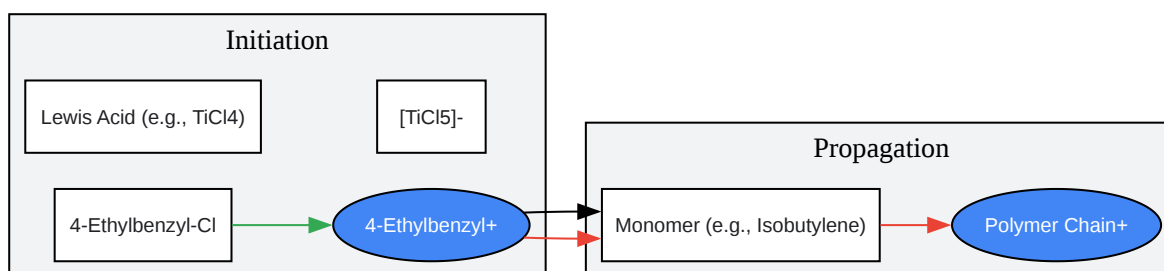 Initiation
Lewis Acid (e.g., TiCl4)
[TiCl5]-
4-Ethylbenzyl-Cl
4-Ethylbenzyl+
Propagation
Monomer (e.g., Isobutylene)
Polymer Chain+